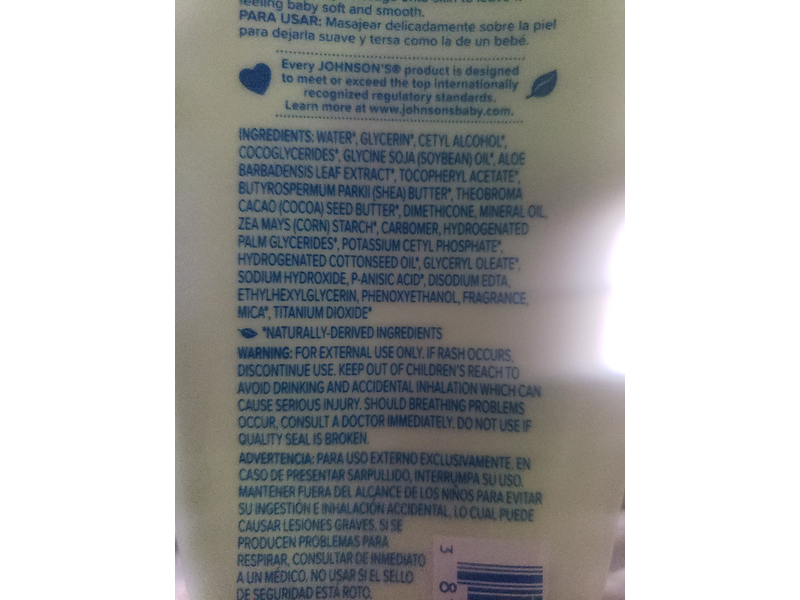 feeling baby soft and smooth.
PARA USAR: Masajear delicadamente sobre la piel
para dejarla suave y tersa como la de un bebé.
Every JOHNSON'S® product is designed
to meet or exceed the top internationally
recognized regulatory standards.
Learn more at www.johnsonsbaby.com.
INGREDIENTS: WATER*, GLYCERIN*, CETYL ALCOHOL*,
COCOGLYCERIDES*, GLYCINE SOJA (SOYBEAN) OIL*, ALOE
BARBADENSIS LEAF EXTRACT*, TOCOPHERYL ACETATE*,
BUTYROSPERMUM PARKII (SHEA) BUTTER*, THEOBROMA
CACAO (COCOA) SEED BUTTER*, DIMETHICONE, MINERAL OIL,
ZEA MAYS (CORN) STARCH*, CARBOMER, HYDROGENATED
PALM GLYCERIDES*, POTASSIUM CETYL PHOSPHATE*,
HYDROGENATED COTTONSEED OIL*, GLYCERYL OLEATE*,
SODIUM HYDROXIDE, P-ANISIC ACID*, DISODIUM EDTA,
ETHYLHEXYLGLYCERIN, PHENOXYETHANOL, FRAGRANCE,
MICA*, TITANIUM DIOXIDE*
*NATURALLY-DERIVED INGREDIENTS
WARNING: FOR EXTERNAL USE ONLY. IF RASH OCCURS,
DISCONTINUE USE. KEEP OUT OF CHILDREN'S REACH TO
AVOID DRINKING AND ACCIDENTAL INHALATION WHICH CAN
CAUSE SERIOUS INJURY. SHOULD BREATHING PROBLEMS
OCCUR, CONSULT A DOCTOR IMMEDIATELY. DO NOT USE IF
QUALITY SEAL IS BROKEN.
ADVERTENCIA: PARA USO EXTERNO EXCLUSIVAMENTE. EN
CASO DE PRESENTAR SARPULLIDO, INTERRUMPA SU USO.
MANTENER FUERA DEL ALCANCE DE LOS NIÑOS PARA EVITAR
SU INGESTIÓN E INHALACIÓN ACCIDENTAL, LO CUAL PUEDE
CAUSAR LESIONES GRAVES. SI SE
PRODUCEN PROBLEMAS PARA
RESPIRAR, CONSULTAR DE INMEDIATO
A UN MÉDICO. NO USAR SI EL SELLO
DE SEGURIDAD ESTÁ ROTO.
3 8